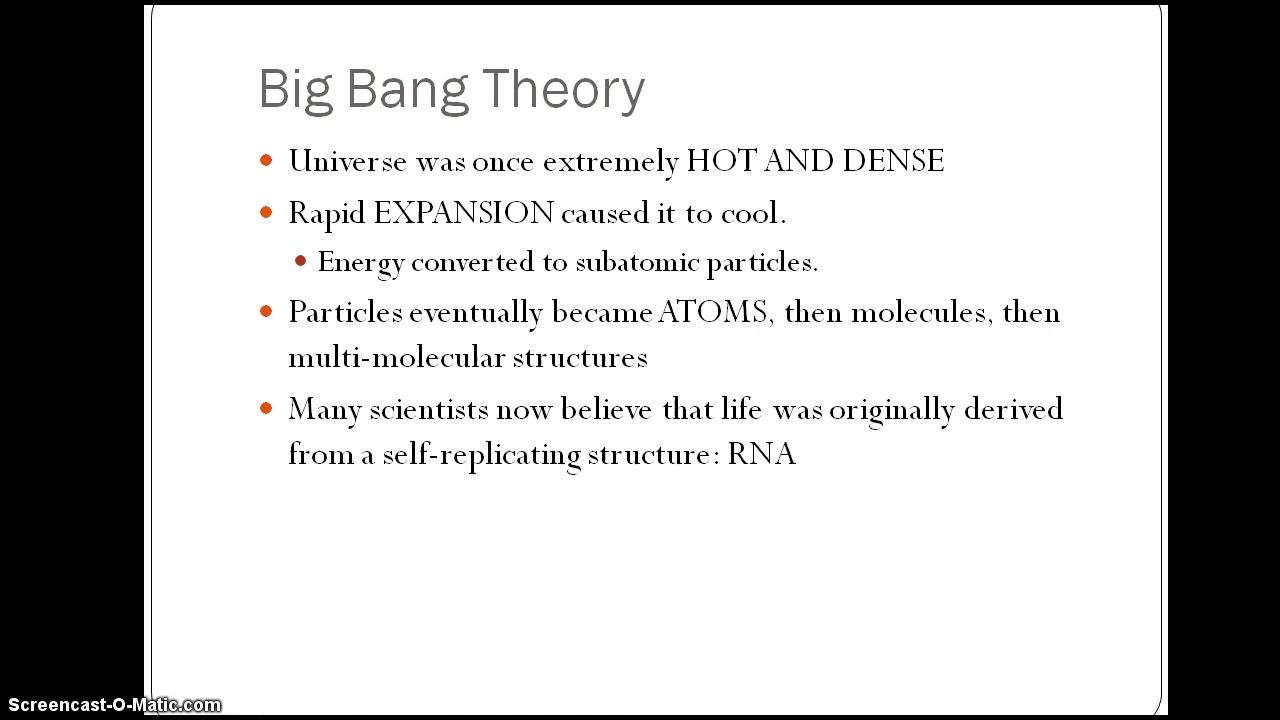 Big Bang Theory
Universe was once extremely HOT AND DENSE
Rapid EXPANSION caused it to cool.
Energy converted to subatomic particles.
Particles eventually became ATOMS, then molecules, then
multi-molecular structures
Many scientists now believe that life was originally derived
from a self-replicating structure: RNA
Screencast-O-Matic.com